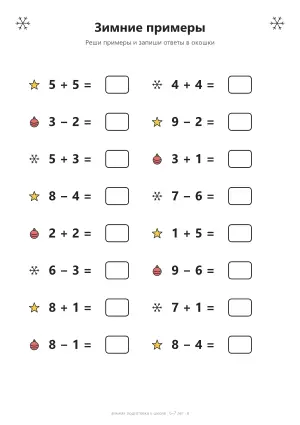 Зимние примеры
Реши примеры и запиши ответы в окошки
5 + 5 =
4 + 4 =
3 − 2 =
9 − 2 =
5 + 3 =
3 + 1 =
8 − 4 =
7 − 6 =
2 + 2 =
1 + 5 =
6 − 3 =
9 − 6 =
8 + 1 =
7 + 1 =
8 − 1 =
8 − 4 =